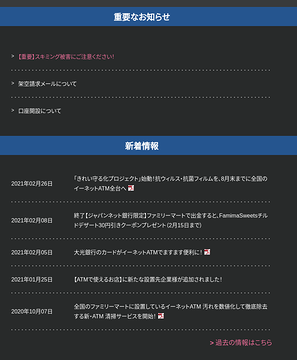 重要なお知らせ
> 【重要】スキミング被害にご注意ください!
> 架空請求メールについて
> 口座開設について
新着情報
2021年02月26日
「きれい守る化プロジェクト」始動!抗ウィルス・抗菌フィルムを、8月末までに全国の
イーネットATM全台へ
2021年02月08日
終了【ジャパンネット銀行限定】ファミリーマートで出金すると、FamimaSweetsチル
ドデザート30円引きクーポンプレゼント(2月15日まで)
2021年02月05日
大光銀行のカードがイーネットATMでますます便利に!
2021年01月25日
【ATMで使えるお店】に新たな設置先企業様が追加されました!
2020年10月07日
全国のファミリーマートに設置しているイーネットATM 汚れを数値化して徹底除去
する新・ATM 清掃サービスを開始!
> 過去の情報はこちら